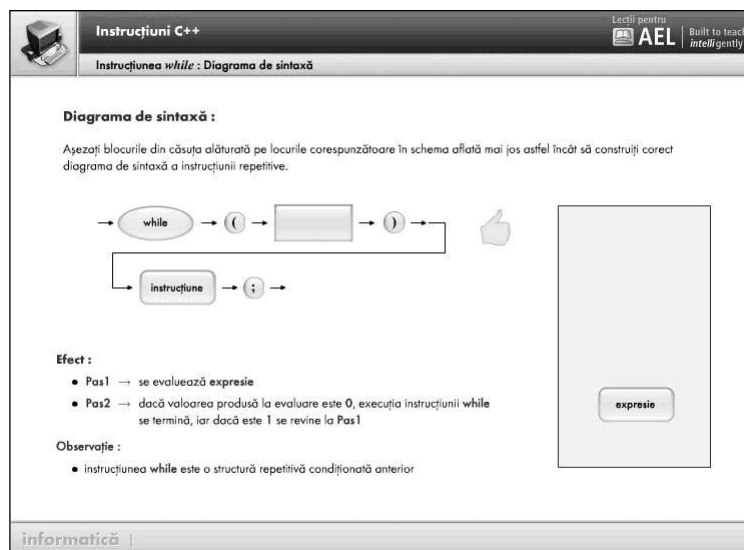 Instrucțiuni C++
Lecții pentru
AEL
Built to teach
intelligently
Instrucțiunea while : Diagrama de sintaxă
Diagrama de sintaxă :
Așezați blocurile din căsuța alăturată pe locurile corespunzătoare în schema aflată mai jos astfel încât să construiți corect
diagrama de sintaxă a instrucțiunii repetitive.
while ( )
instrucțiune ;
expresie
Efect :
• Pas1 → se evaluează expresie
• Pas2 → dacă valoarea produsă la evaluare este 0, execuția instrucțiunii while
se termină, iar dacă este 1 se revine la Pas1
Observație :
• instrucțiunea while este o structură repetitivă condiționată anterior
informatică |